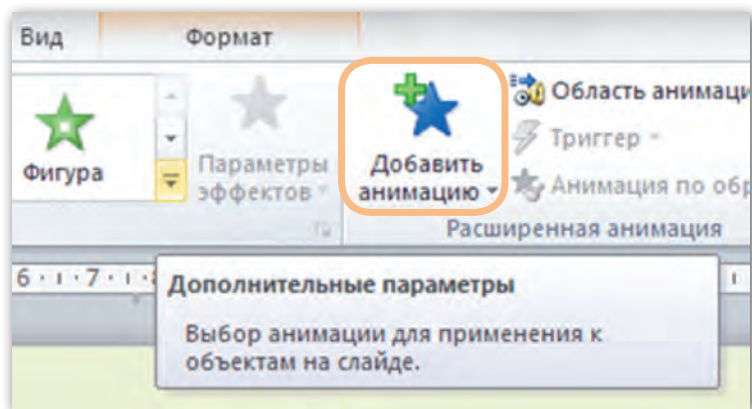 Вид Формат
Фигура
Параметры
эффектов
Добавить
анимацию
Область анимаци
Триггер
Анимация по обр
Расширенная анимация
6 7
Дополнительные параметры
Выбор анимации для применения к
объектам на слайде.